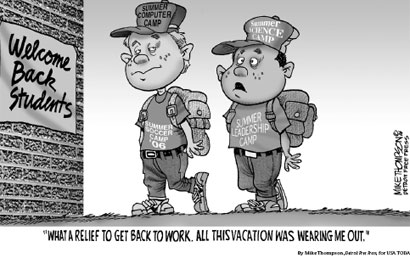 Welcome
Back
Students
SUMMER
COMPUTER
CAMP
Summer
SCIENCE
CAMP
SUMMER
SOCCER
CAMP
'06
SUMMER
LEADERSHIP
CAMP
MIKE THOMPSON
DETROIT FREE PRESS
"WHAT A RELIEF TO GET BACK TO WORK. ALL THIS VACATION WAS WEARING ME OUT."
By Mike Thompson, Detroit Free Press, for USA TODAY